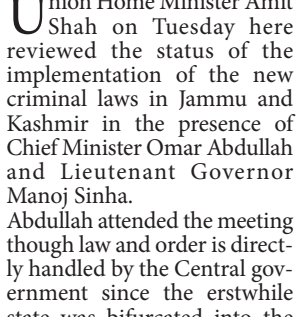 Union Home Minister Amit
Shah on Tuesday here
reviewed the status of the
implementation of the new
criminal laws in Jammu and
Kashmir in the presence of
Chief Minister Omar Abdullah
and Lieutenant Governor
Manoj Sinha.
Abdullah attended the meeting
though law and order is direct-
ly handled by the Central gov-
ernment since the erstwhile
state was bifurcated into the